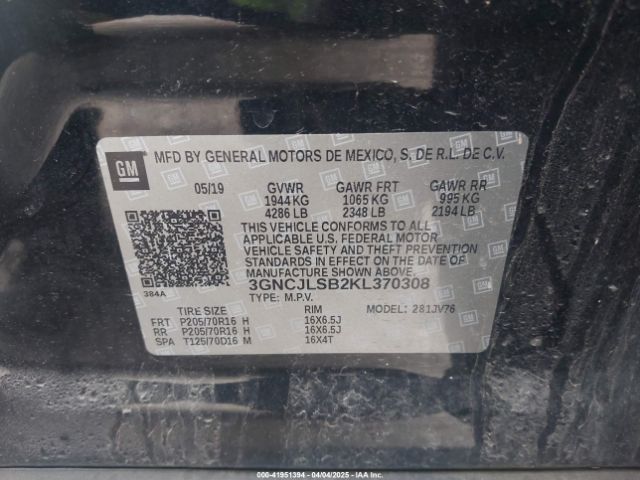 GM
MFD BY GENERAL MOTORS DE MEXICO, S. DE R.L. DE C.V.
05/19 GVWR GAWR FRT GAWR RR
1944 KG 1065 KG 995 KG
4286 LB 2348 LB 2194 LB
THIS VEHICLE CONFORMS TO ALL
APPLICABLE U.S. FEDERAL MOTOR
VEHICLE SAFETY AND THEFT PREVENTION
STANDARDS IN EFFECT ON THE DATE OF
MANUFACTURE SHOWN ABOVE.
384A 3GNCJLSB2KL370308
TYPE: M.P.V. MODEL: 281JV76
TIRE SIZE RIM
FRT P205/70R16 H 16X6.5J
RR P205/70R16 H 16X6.5J
SPA T125/70D16 M 16X4T
000-41951394 - 04/04/2025 - IAAI.COM